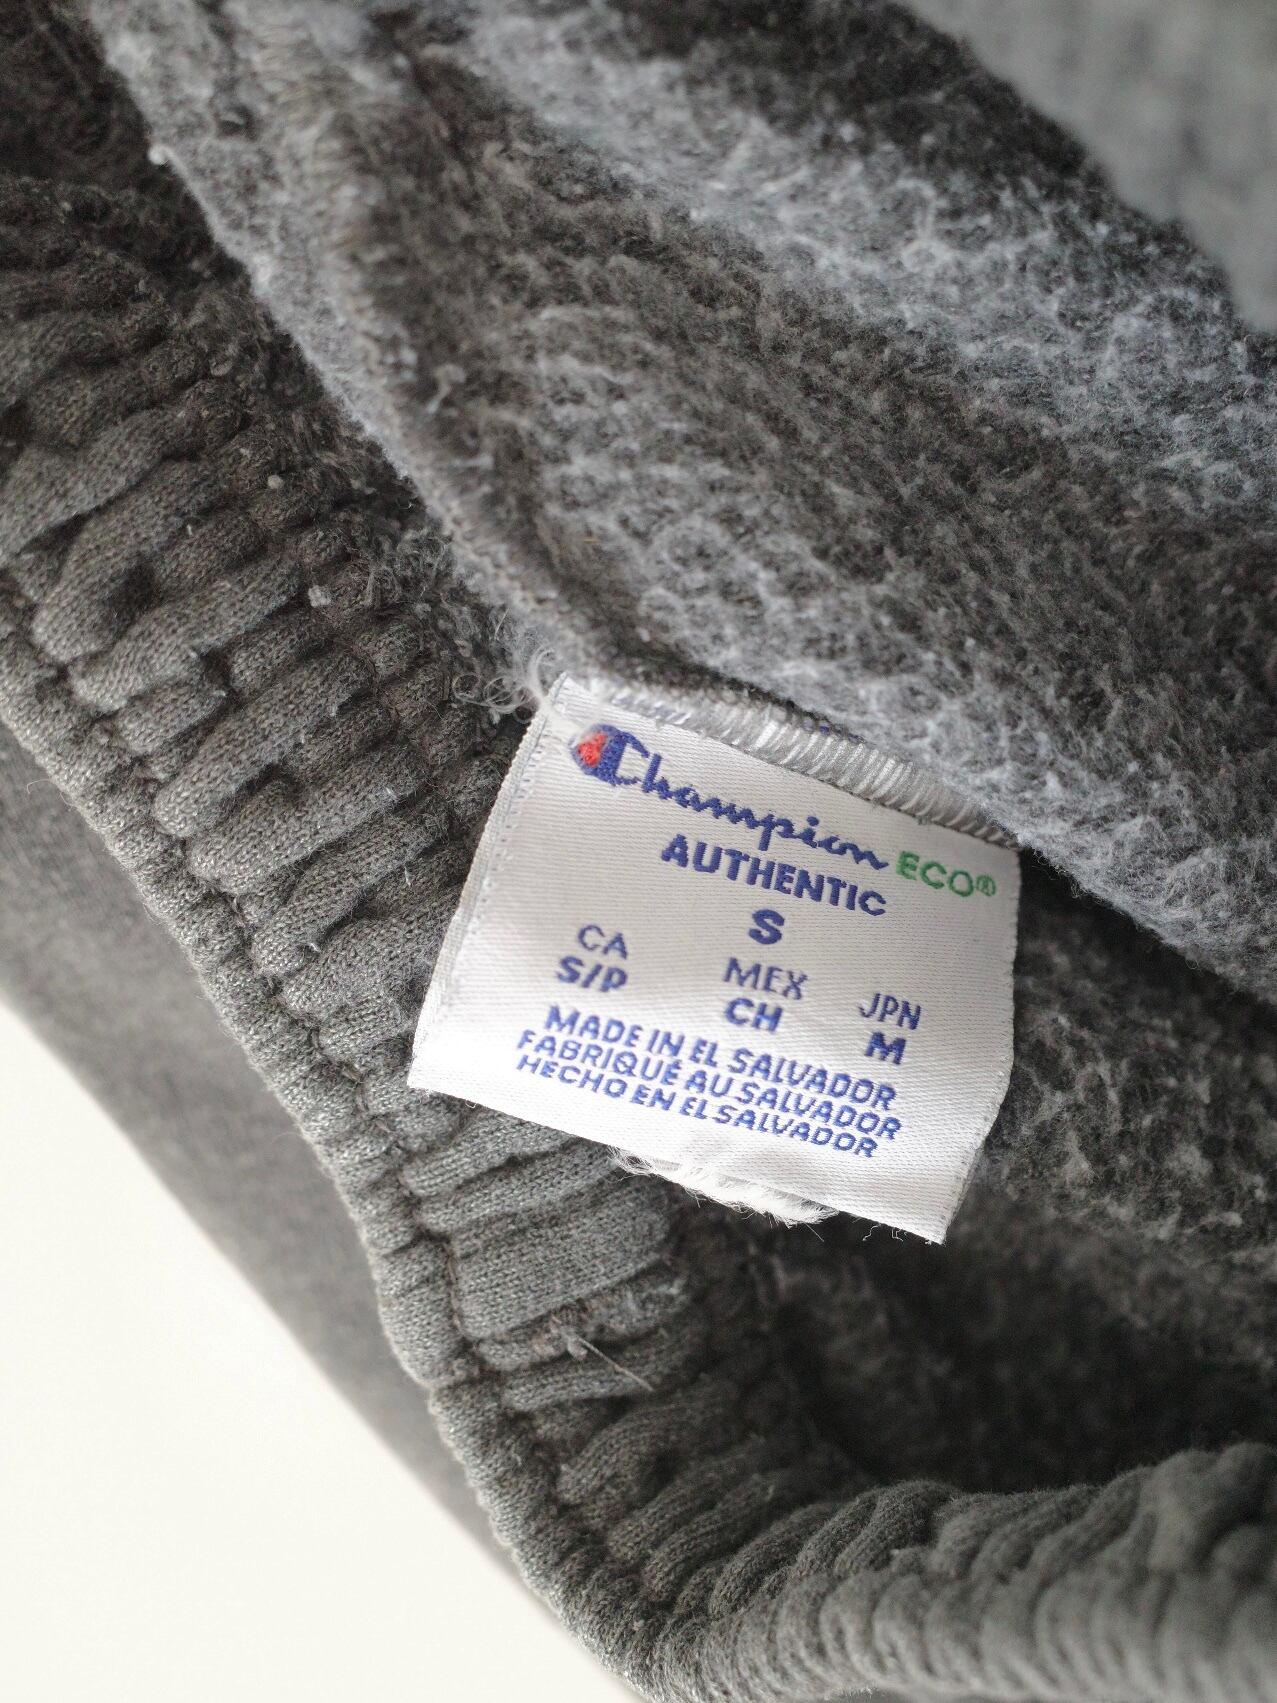 Champion ECO®
AUTHENTIC
S
CA MEX JPN
S/P CH M
MADE IN EL SALVADOR
FABRIQUÉ AU SALVADOR
HECHO EN EL SALVADOR